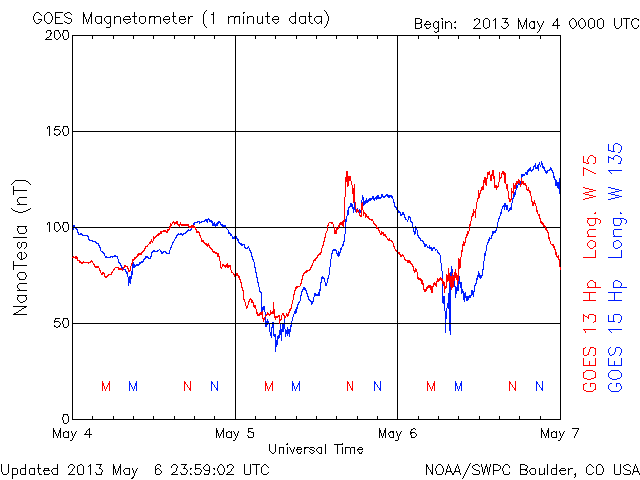 GOES Magnetometer (1 minute data)
Begin: 2013 May 4 0000 UTC
200
150
100
50
0
NanoTesla (nT)
M M N N M M N N M M N N
May 4 May 5 May 6 May 7
Universal Time
GOES 13 Hp Long. W 75
GOES 15 Hp Long. W 135
Updated 2013 May 6 23:59:02 UTC
NOAA/SWPC Boulder, CO USA